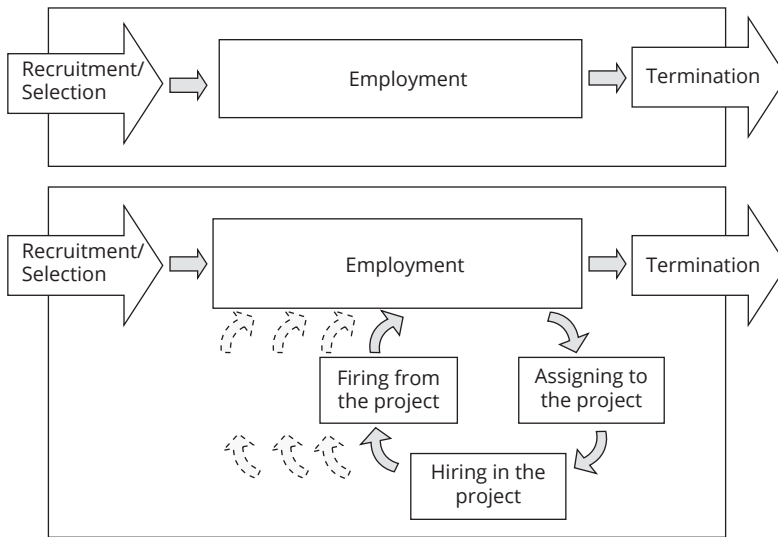 Recruitment/
Selection
Employment
Termination
Recruitment/
Selection
Employment
Termination
Firing from
the project
Assigning to
the project
Hiring in the
project